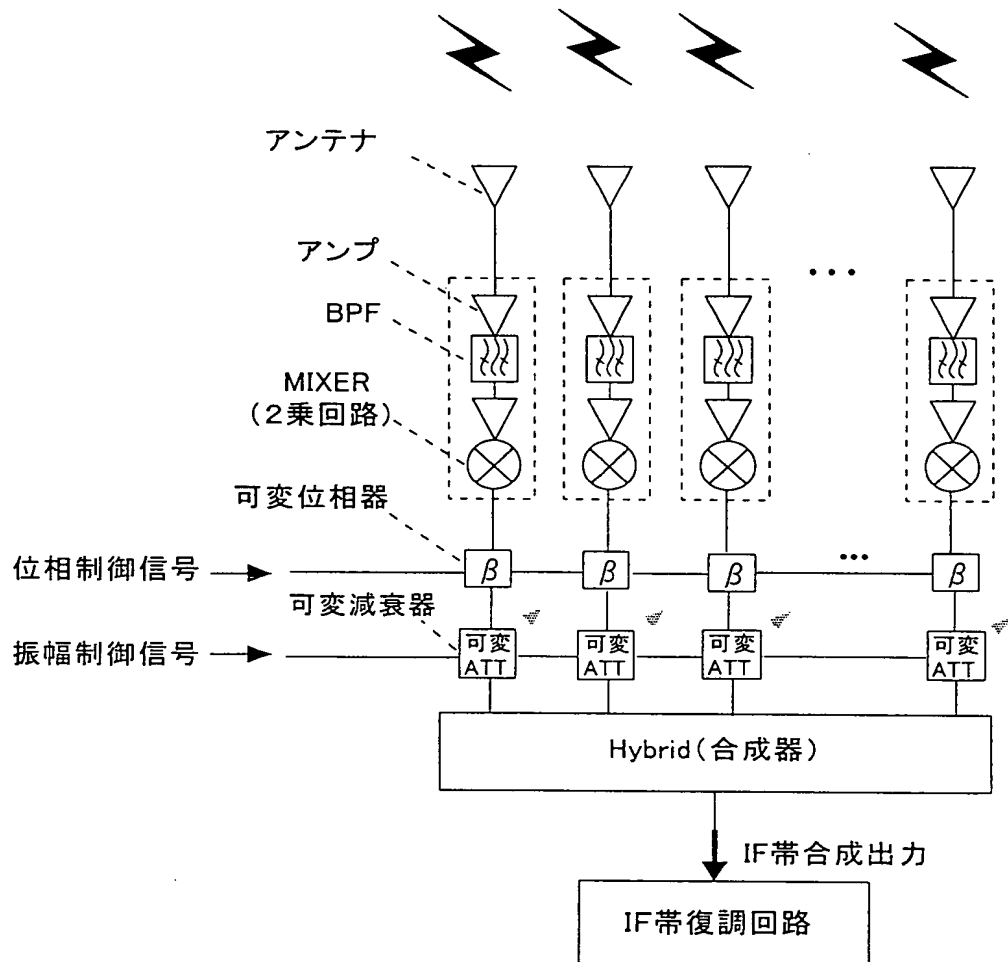 アンテナ
アンプ
BPF
MIXER
(2乗回路)
可変位相器
位相制御信号
β
β
β
β
可変減衰器
振幅制御信号
可変
ATT
可変
ATT
可変
ATT
可変
ATT
Hybrid(合成器)
IF帯合成出力
IF帯復調回路